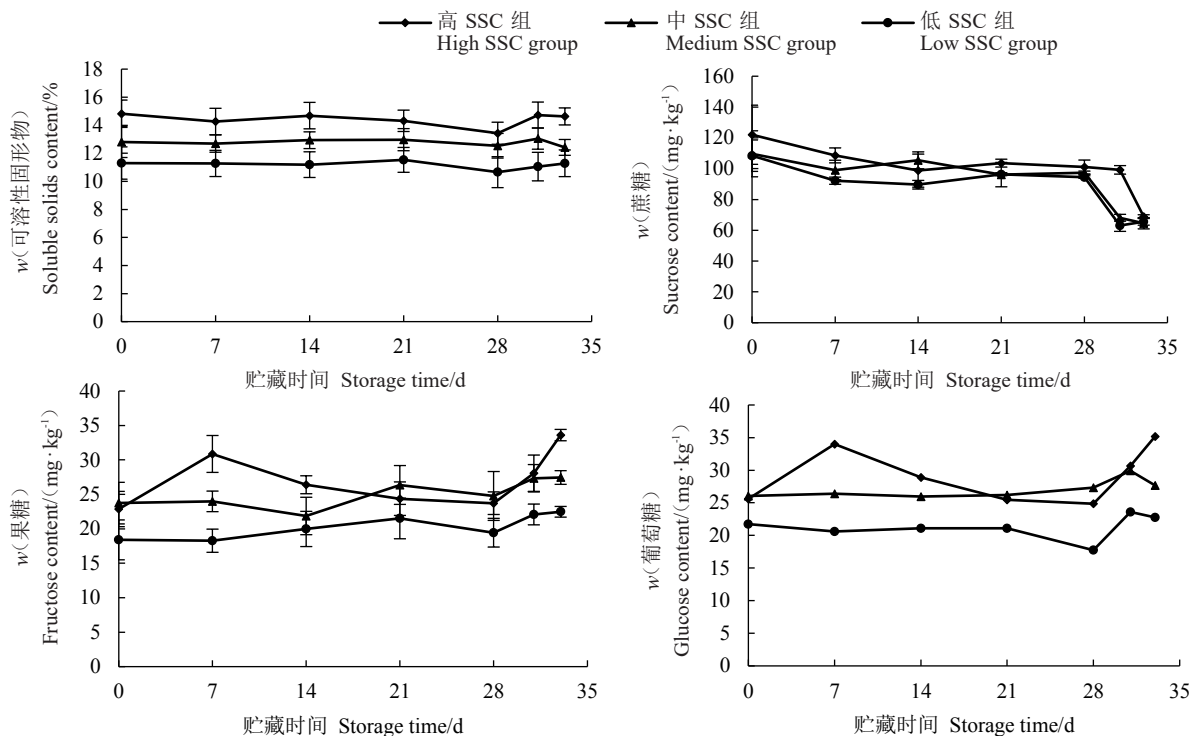 高 SSC 组
High SSC group
中 SSC 组
Medium SSC group
低 SSC 组
Low SSC group
w(可溶性固形物)
Soluble solids content/%
18
16
14
12
10
8
6
4
2
0
0 7 14 21 28 35
贮藏时间 Storage time/d
w(蔗糖)
Sucrose content/(mg·kg⁻¹)
160
140
120
100
80
60
40
20
0
0 7 14 21 28 35
贮藏时间 Storage time/d
w(果糖)
Fructose content/(mg·kg⁻¹)
40
35
30
25
20
15
10
5
0
0 7 14 21 28 35
贮藏时间 Storage time/d
w(葡萄糖)
Glucose content/(mg·kg⁻¹)
40
35
30
25
20
15
10
5
0
0 7 14 21 28 35
贮藏时间 Storage time/d